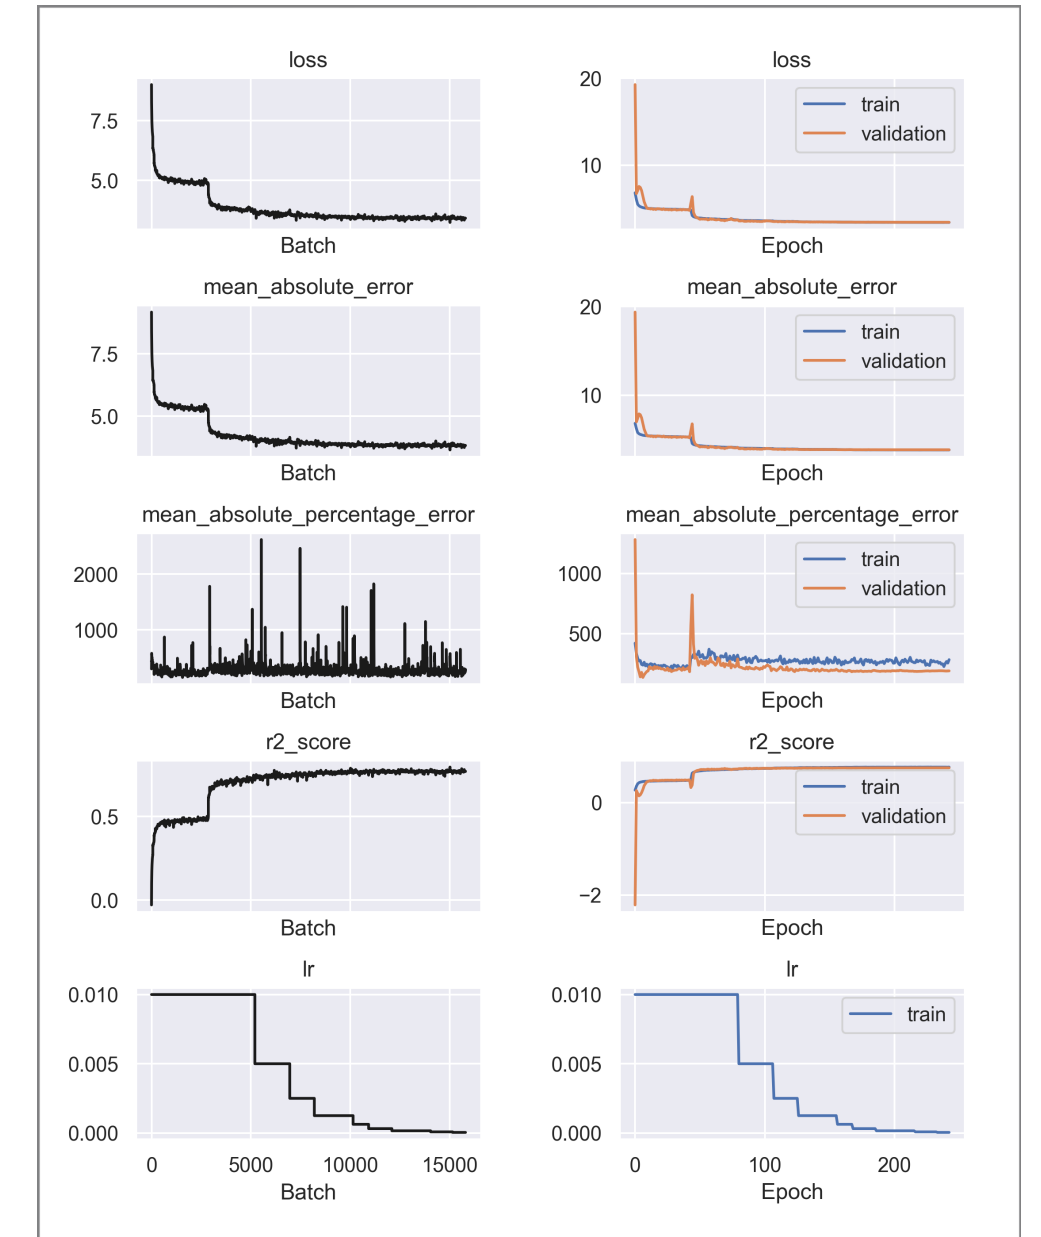 loss
7.5
5.0
Batch
loss
20
10
train
validation
Epoch
mean_absolute_error
7.5
5.0
Batch
mean_absolute_error
20
10
train
validation
Epoch
mean_absolute_percentage_error
2000
1000
Batch
mean_absolute_percentage_error
1000
500
train
validation
Epoch
r2_score
0.5
0.0
Batch
r2_score
0
−2
train
validation
Epoch
lr
0.010
0.005
0.000
0 5000 10000 15000
Batch
lr
0.010
0.005
0.000
train
0 100 200
Epoch